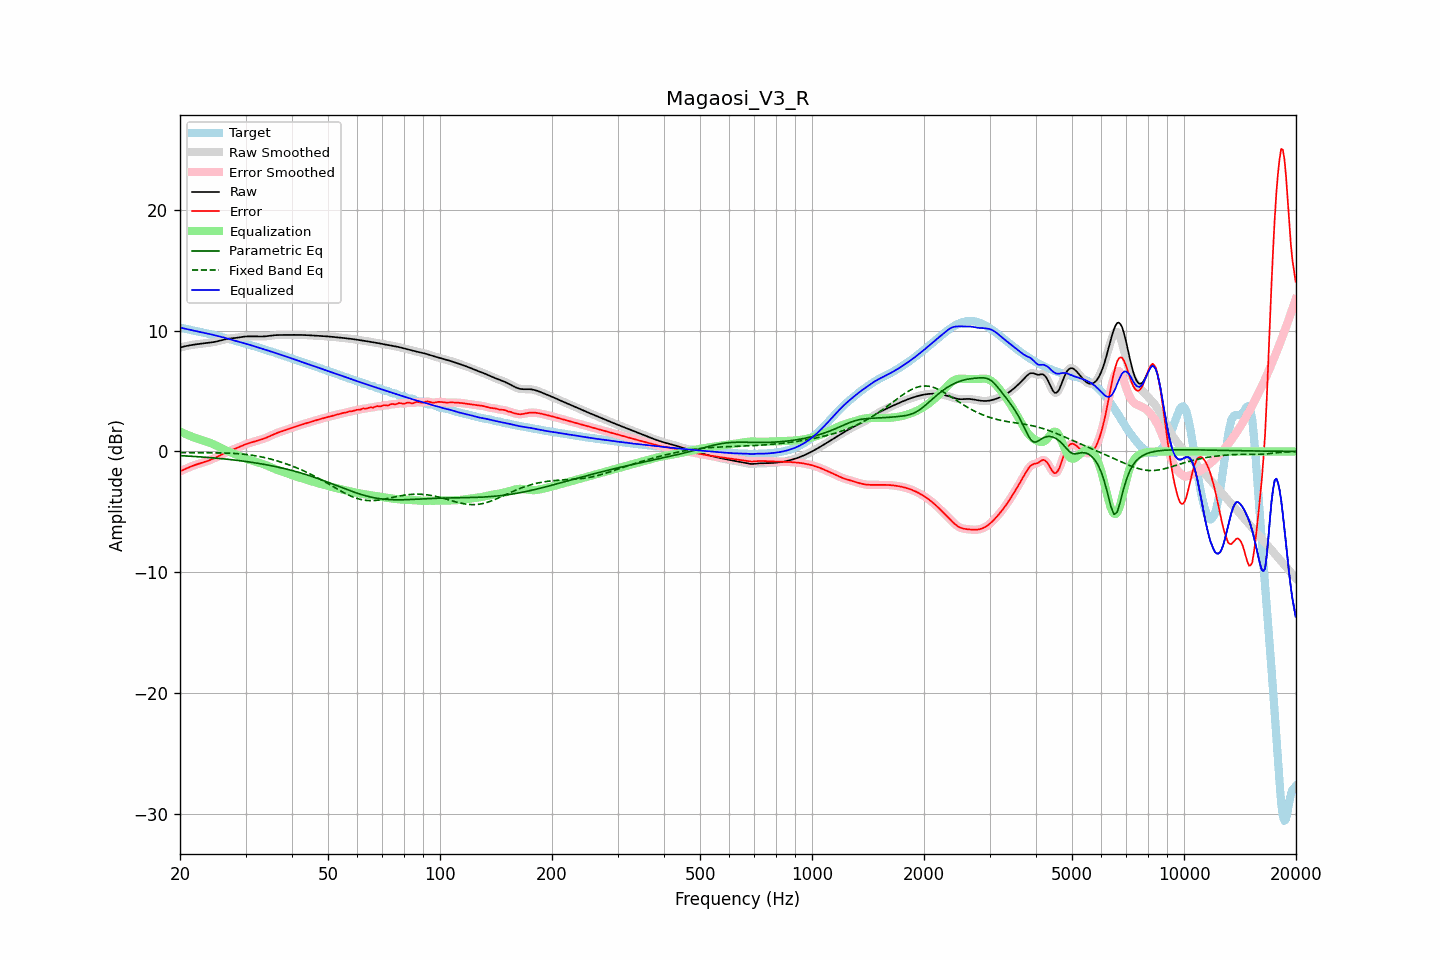 Magaosi_V3_R
Target
Raw Smoothed
Error Smoothed
Raw
Error
Equalization
Parametric Eq
Fixed Band Eq
Equalized
20
10
0
−10
−20
−30
Amplitude (dBr)
20 50 100 200 500 1000 2000 5000 10000 20000
Frequency (Hz)